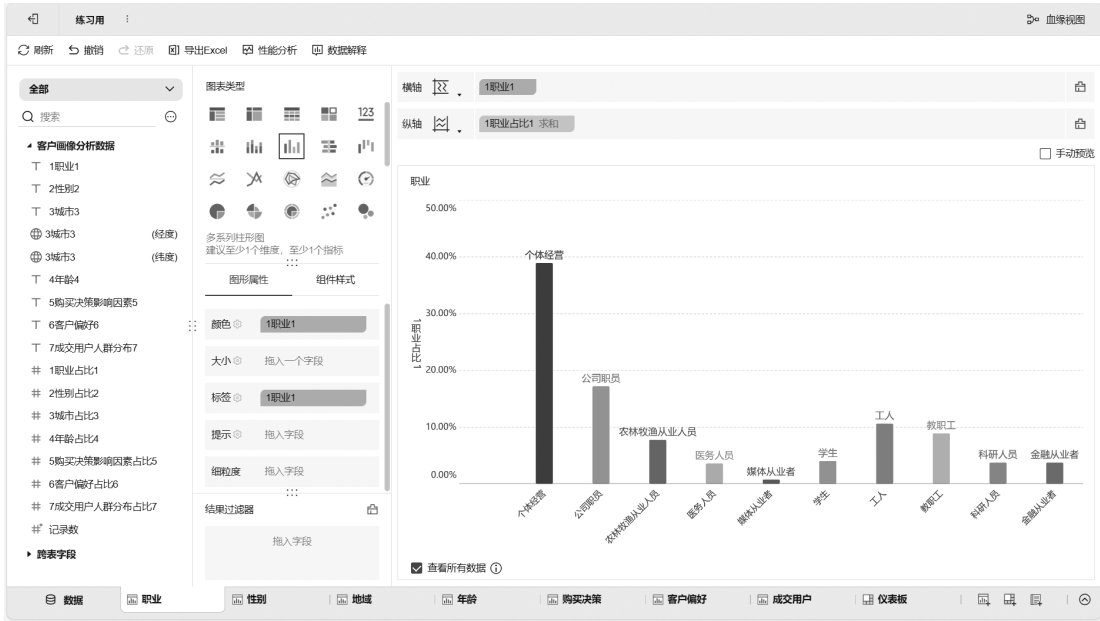 练习用
血缘视图
刷新 撤销 还原 导出Excel 性能分析 数据解释
全部
搜索
客户画像分析数据
1职业1
2性别2
3城市3
3城市3 (经度)
3城市3 (纬度)
4年龄4
5购买决策影响因素5
6客户偏好6
7成交用户人群分布7
1职业占比1
2性别占比2
3城市占比3
4年龄占比4
5购买决策影响因素占比5
6客户偏好占比6
7成交用户人群分布占比7
记录数
跨表字段
图表类型
123
多系列柱形图
建议至少1个维度，至少1个指标
图形属性 组件样式
颜色 1职业1
大小 拖入一个字段
标签 1职业1
提示 拖入字段
细粒度 拖入字段
结果过滤器
拖入字段
横轴 1职业1
纵轴 1职业占比1 求和
手动预览
职业
1职业占比1
50.00%
40.00%
30.00%
20.00%
10.00%
0.00%
个体经营
公司职员
农林牧渔从业人员
医务人员
媒体从业者
学生
工人
教职工
科研人员
金融从业者
个体经营
公司职员
农林牧渔从业人员
医务人员
媒体从业者
学生
工人
教职工
科研人员
金融从业者
查看所有数据
数据 职业 性别 地域 年龄 购买决策 客户偏好 成交用户 仪表板